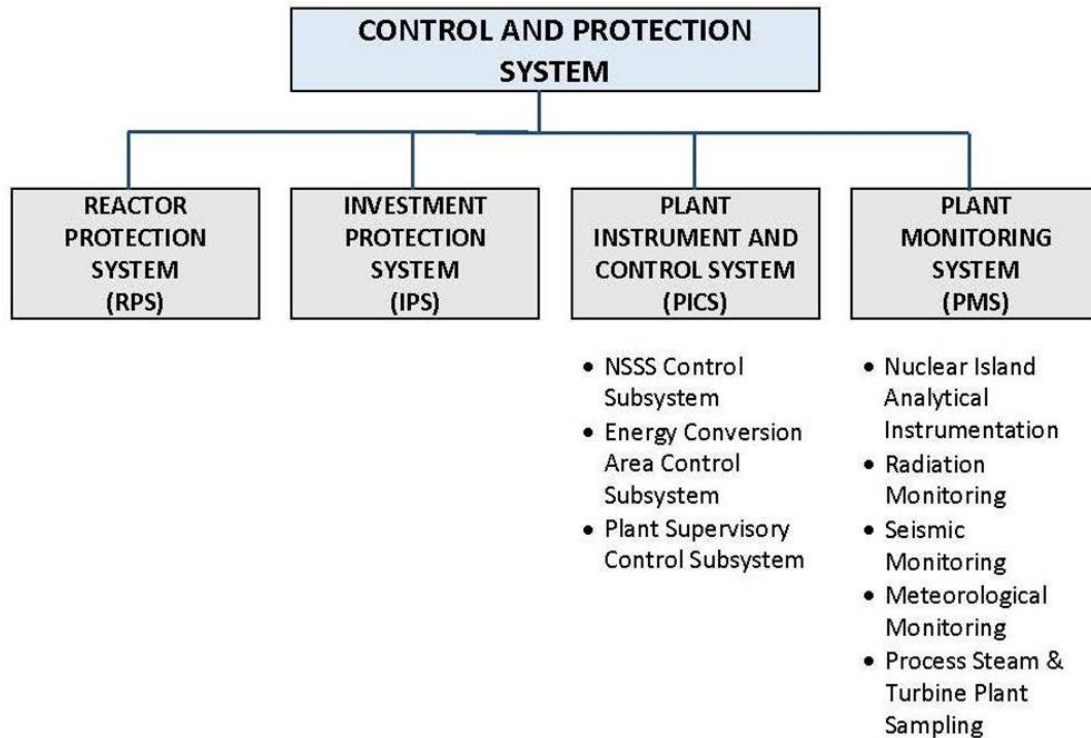 CONTROL AND PROTECTION
SYSTEM
REACTOR
PROTECTION
SYSTEM
(RPS)
INVESTMENT
PROTECTION
SYSTEM
(IPS)
PLANT
INSTRUMENT AND
CONTROL SYSTEM
(PICS)
PLANT
MONITORING
SYSTEM
(PMS)
• NSSS Control
Subsystem
• Energy Conversion
Area Control
Subsystem
• Plant Supervisory
Control Subsystem
• Nuclear Island
Analytical
Instrumentation
• Radiation
Monitoring
• Seismic
Monitoring
• Meteorological
Monitoring
• Process Steam &
Turbine Plant
Sampling